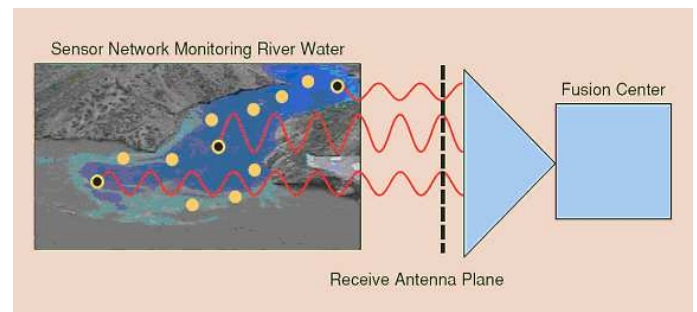 Sensor Network Monitoring River Water
Fusion Center
Receive Antenna Plane